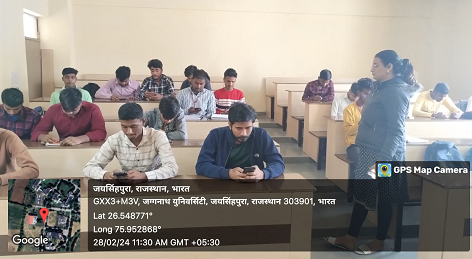 GPS Map Camera
जयसिंहपुरा, राजस्थान, भारत
GXX3+M3V, जगन्नाथ युनिवर्सिटी, जयसिंहपुरा, राजस्थान 303901, भारत
Lat 26.548771°
Long 75.952868°
28/02/24 11:30 AM GMT +05:30
Google